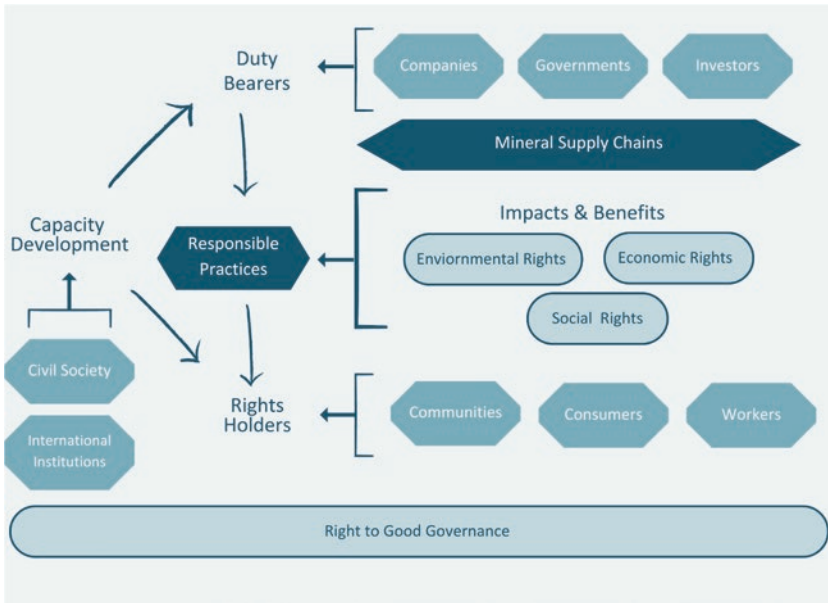 Duty
Bearers
Companies
Governments
Investors
Mineral Supply Chains
Capacity
Development
Responsible
Practices
Impacts & Benefits
Enviornmental Rights
Economic Rights
Social Rights
Civil Society
International
Institutions
Rights
Holders
Communities
Consumers
Workers
Right to Good Governance